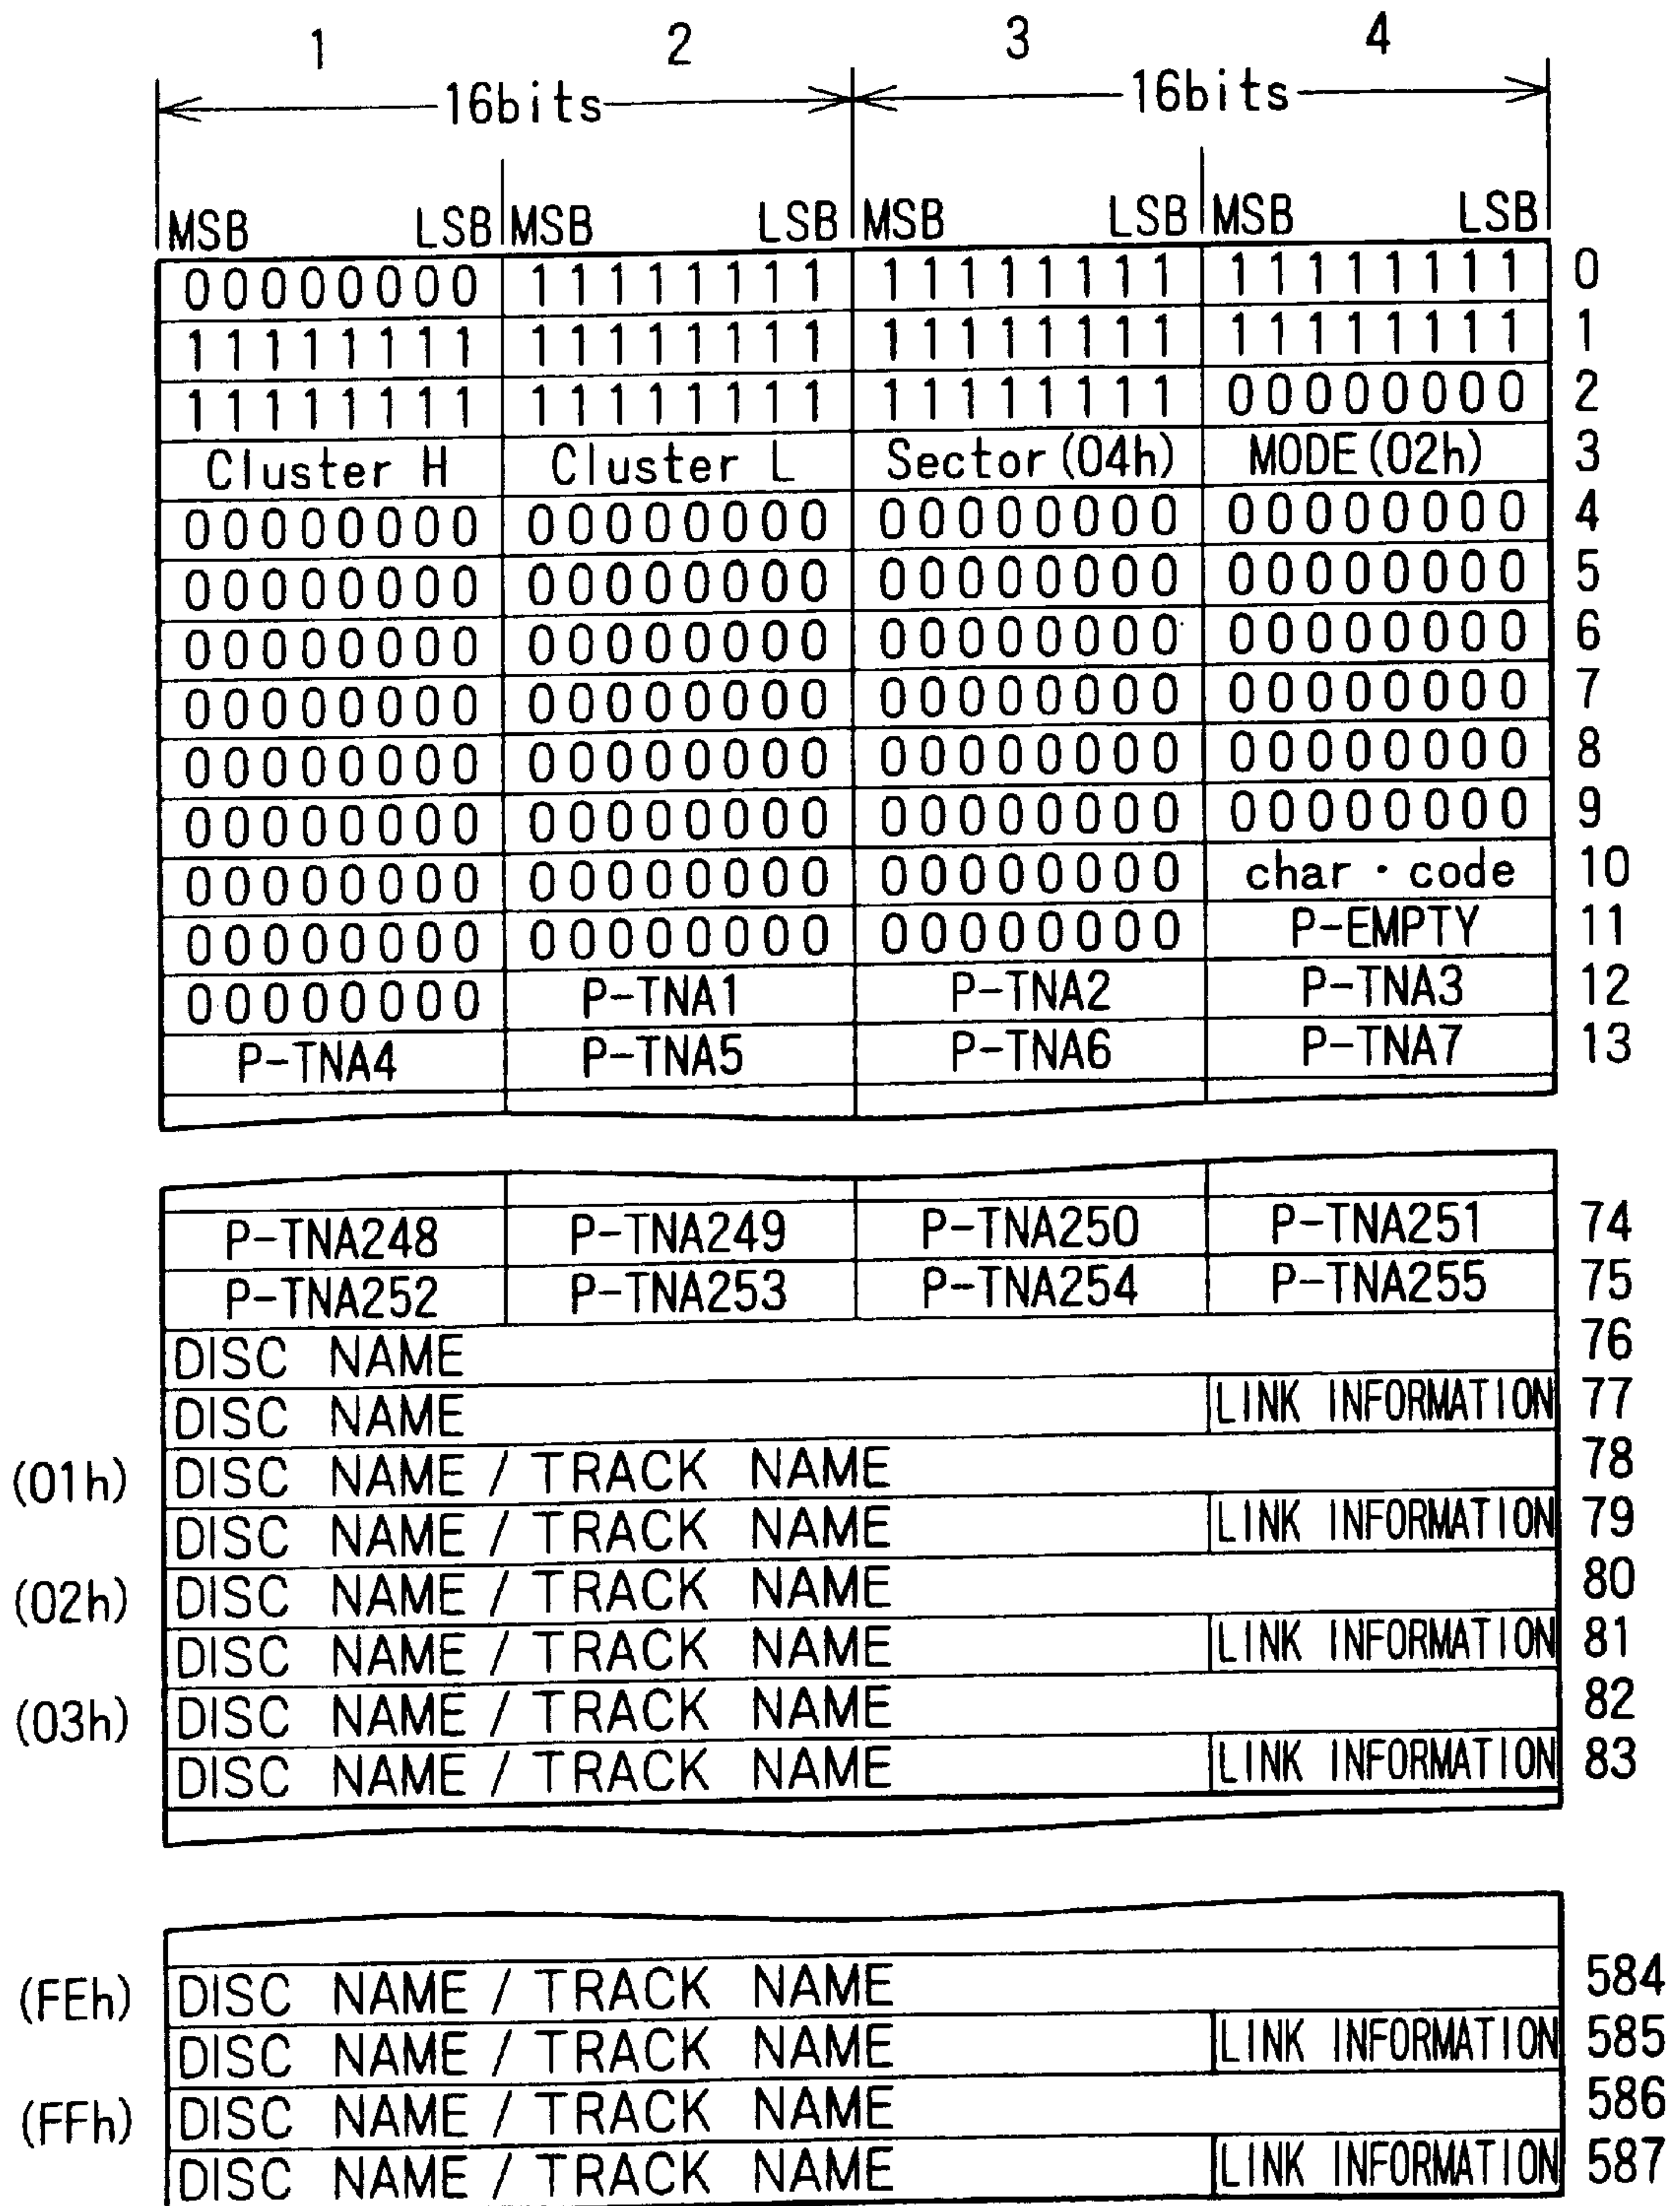 1 2 3 4
16bits 16bits
MSB LSB MSB LSB MSB LSB MSB LSB
00000000 11111111 11111111 11111111 0
11111111 11111111 11111111 11111111 1
11111111 11111111 11111111 00000000 2
Cluster H Cluster L Sector (04h) MODE (02h) 3
00000000 00000000 00000000 00000000 4
00000000 00000000 00000000 00000000 5
00000000 00000000 00000000 00000000 6
00000000 00000000 00000000 00000000 7
00000000 00000000 00000000 00000000 8
00000000 00000000 00000000 00000000 9
00000000 00000000 00000000 char・code 10
00000000 00000000 00000000 P-EMPTY 11
00000000 P-TNA1 P-TNA2 P-TNA3 12
P-TNA4 P-TNA5 P-TNA6 P-TNA7 13
P-TNA248 P-TNA249 P-TNA250 P-TNA251 74
P-TNA252 P-TNA253 P-TNA254 P-TNA255 75
DISC NAME 76
DISC NAME LINK INFORMATION 77
(01h) DISC NAME / TRACK NAME 78
DISC NAME / TRACK NAME LINK INFORMATION 79
(02h) DISC NAME / TRACK NAME 80
DISC NAME / TRACK NAME LINK INFORMATION 81
(03h) DISC NAME / TRACK NAME 82
DISC NAME / TRACK NAME LINK INFORMATION 83
(FEh) DISC NAME / TRACK NAME 584
DISC NAME / TRACK NAME LINK INFORMATION 585
(FFh) DISC NAME / TRACK NAME 586
DISC NAME / TRACK NAME LINK INFORMATION 587